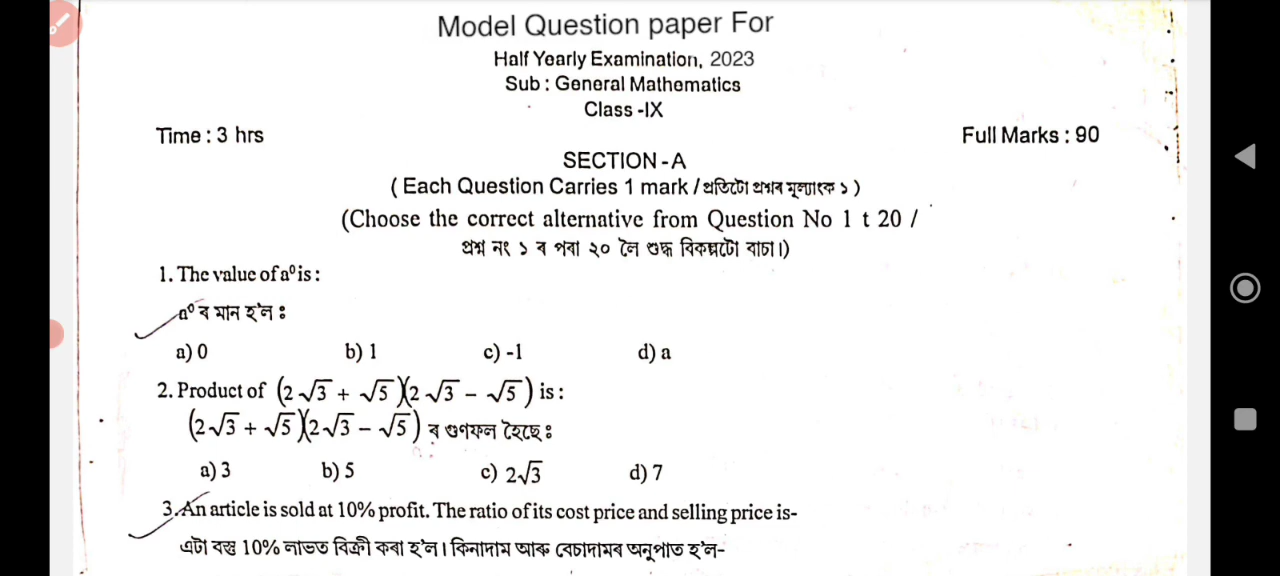 Model Question paper For
Half Yearly Examination, 2023
Sub : General Mathematics
Class -IX
Time : 3 hrs Full Marks : 90
SECTION - A
( Each Question Carries 1 mark / প্ৰতিটো প্ৰশ্নৰ মূল্যাংক ১ )
(Choose the correct alternative from Question No 1 t 20 /
প্ৰশ্ন নং ১ ৰ পৰা ২০ লৈ শুদ্ধ বিকল্পটো বাচা।)
1. The value of a⁰ is :
a⁰ ৰ মান হ'ল ঃ
a) 0 b) 1 c) -1 d) a
2. Product of (2√3 + √5)(2√3 − √5) is :
(2√3 + √5)(2√3 − √5) ৰ গুণফল হৈছে ঃ
a) 3 b) 5 c) 2√3 d) 7
3. An article is sold at 10% profit. The ratio of its cost price and selling price is-
এটা বস্তু 10% লাভত বিক্ৰী কৰা হ'ল। কিনাদাম আৰু বেচাদামৰ অনুপাত হ'ল-